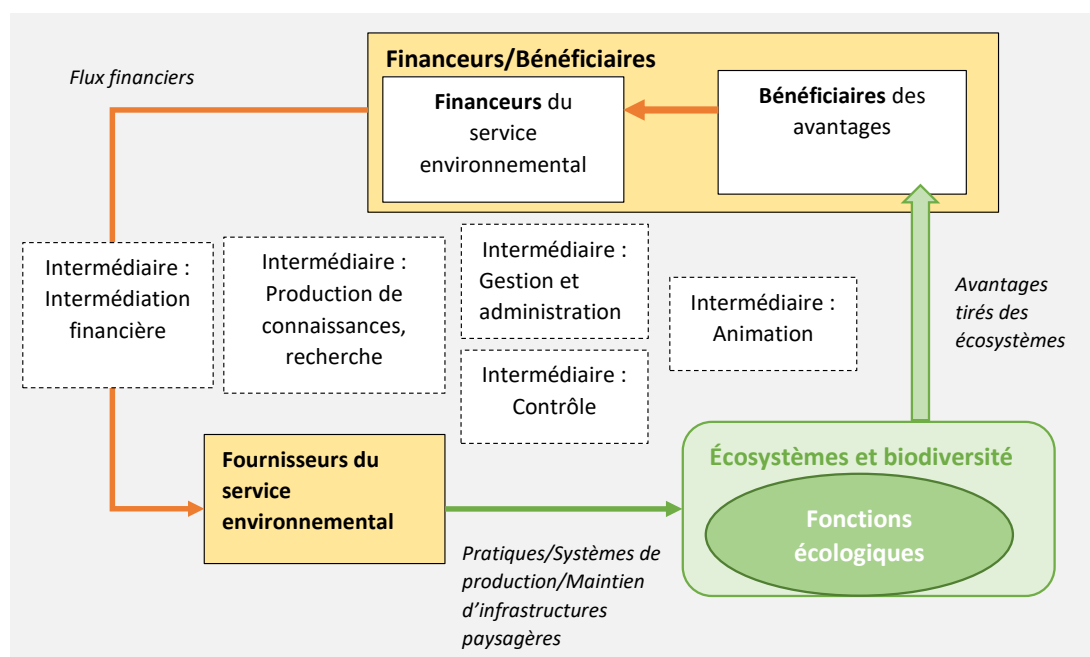 Flux financiers
Financeurs/Bénéficiaires
Financeurs du
service
environnemental
Bénéficiaires des
avantages
Intermédiaire :
Intermédiation
financière
Intermédiaire :
Production de
connaissances,
recherche
Intermédiaire :
Gestion et
administration
Intermédiaire :
Contrôle
Intermédiaire :
Animation
Avantages
tirés des
écosystèmes
Fournisseurs du
service
environnemental
Pratiques/Systèmes de
production/Maintien
d’infrastructures
paysagères
Écosystèmes et biodiversité
Fonctions
écologiques